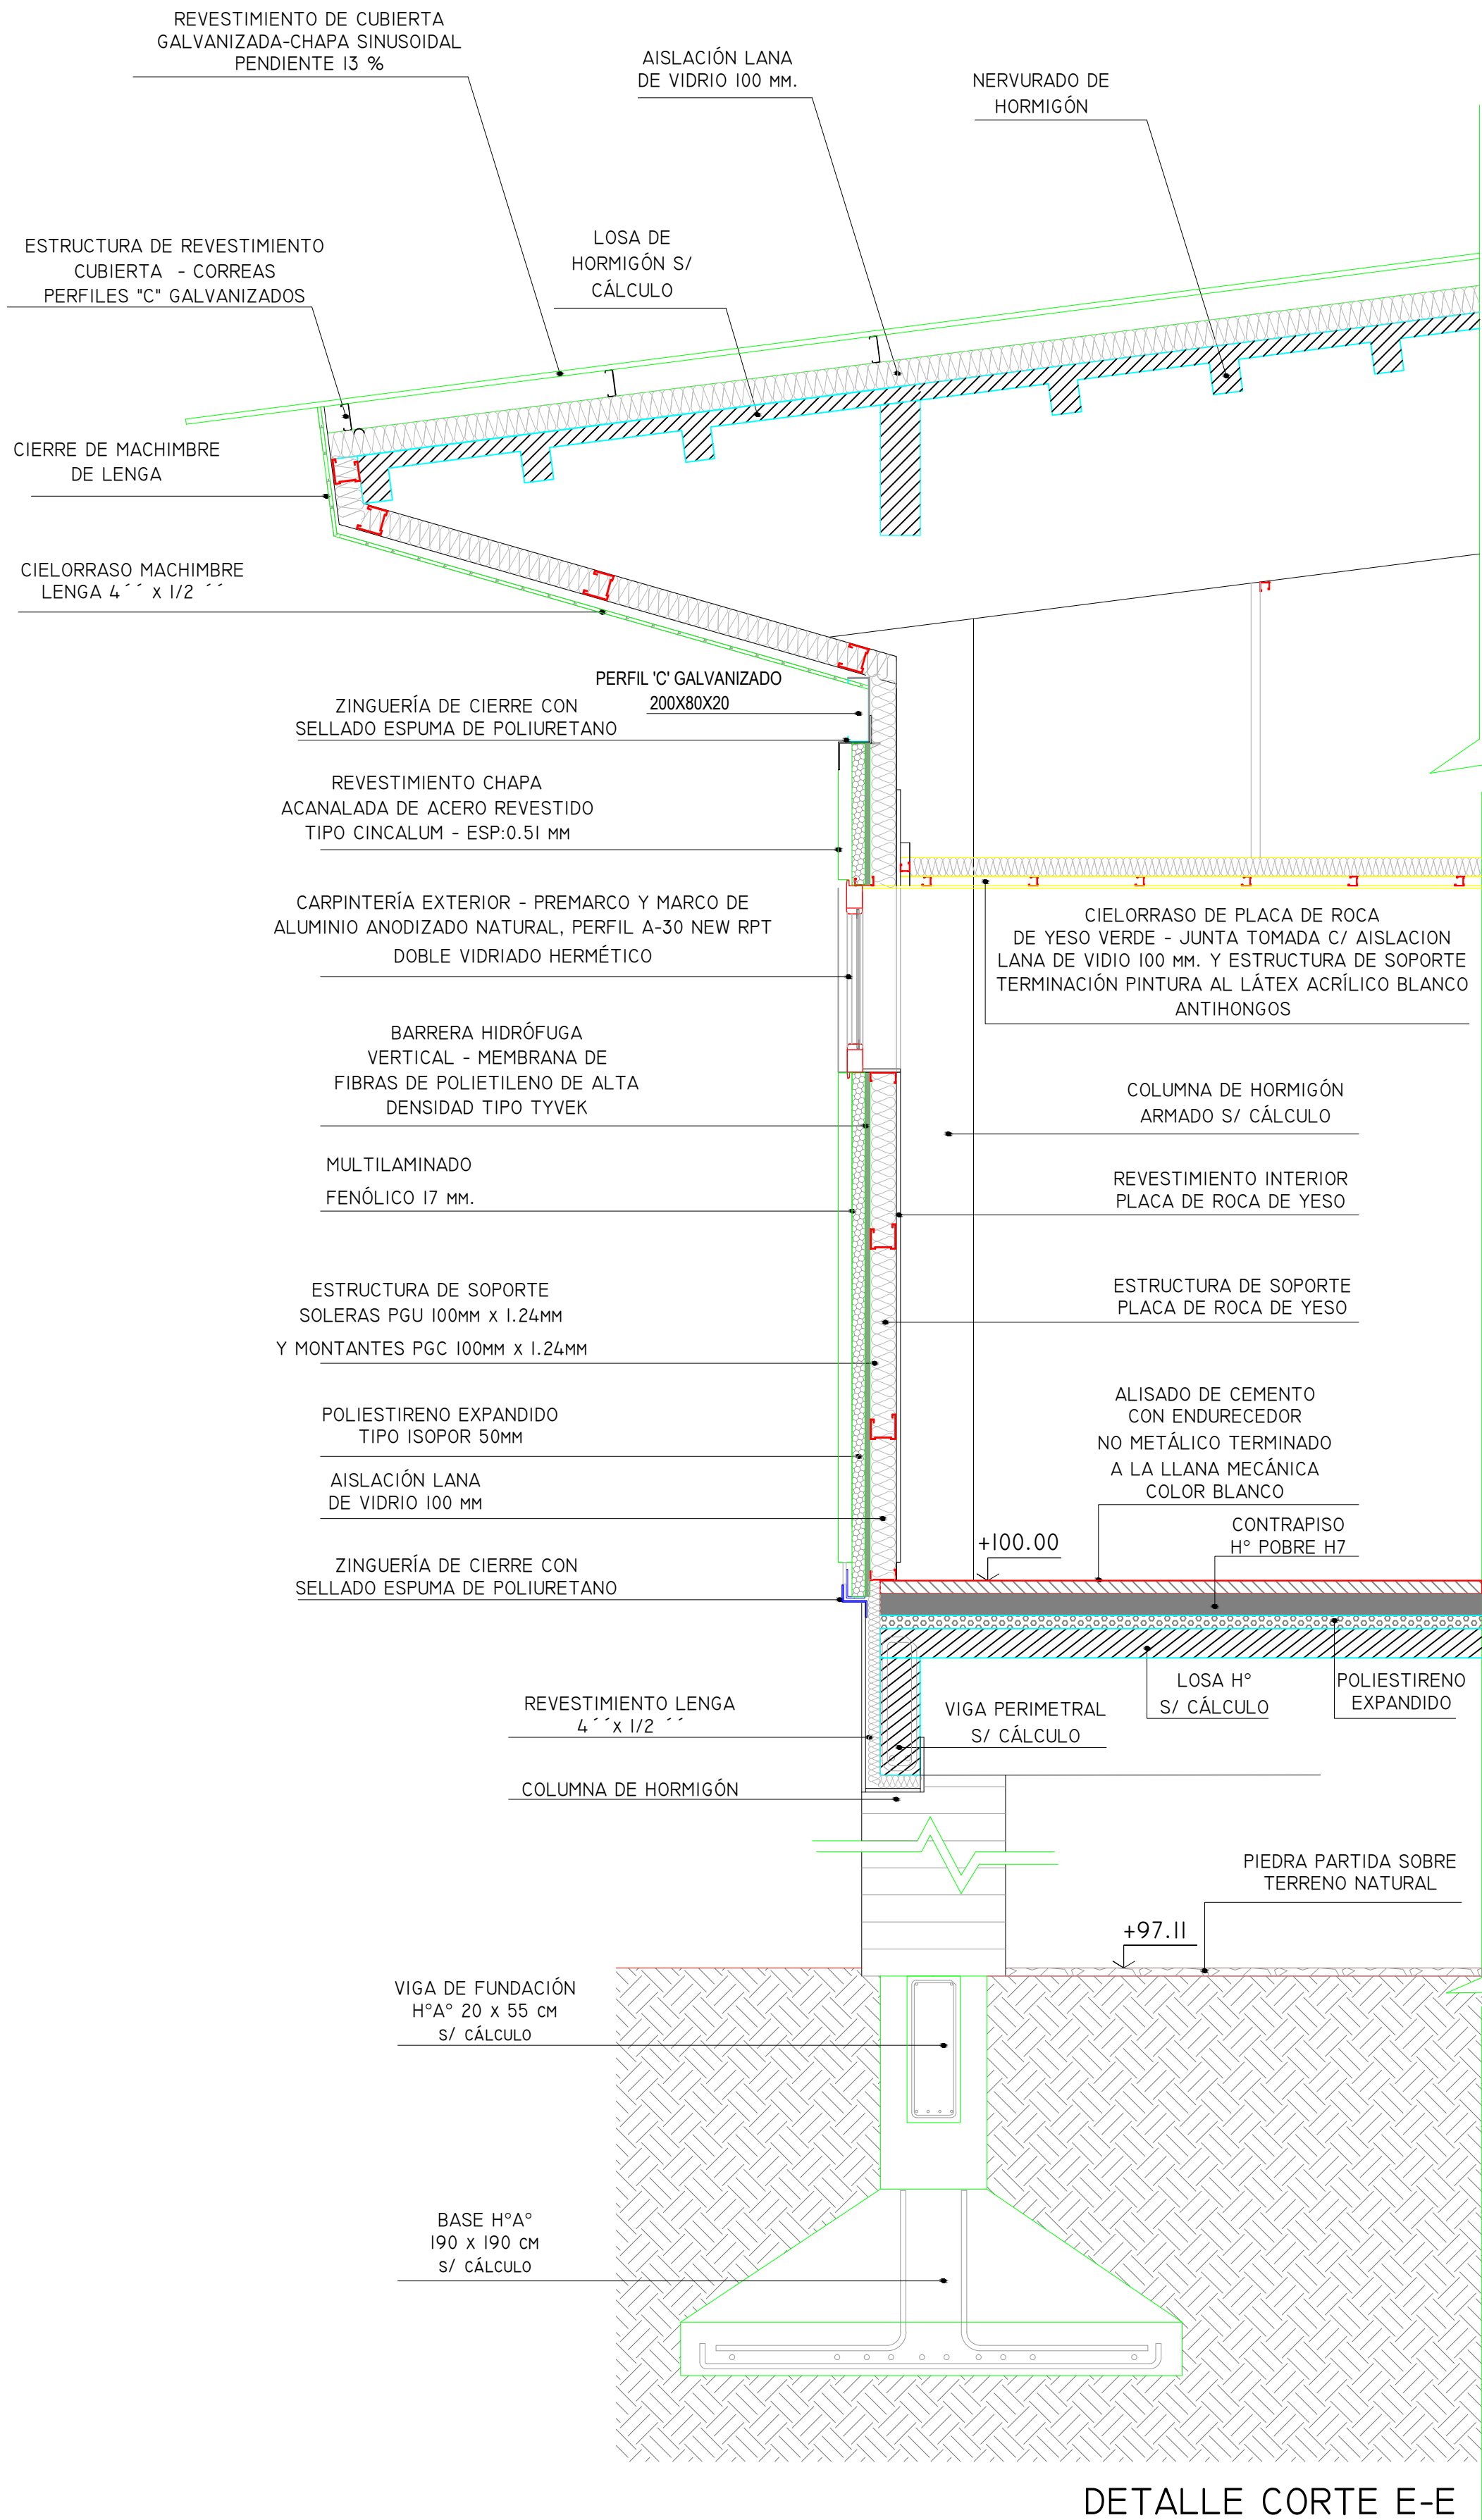 REVESTIMIENTO DE CUBIERTA
GALVANIZADA-CHAPA SINUSOIDAL
PENDIENTE 13 %
AISLACIÓN LANA
DE VIDRIO 100 MM.
NERVURADO DE
HORMIGÓN
ESTRUCTURA DE REVESTIMIENTO
CUBIERTA - CORREAS
PERFILES "C" GALVANIZADOS
LOSA DE
HORMIGÓN S/
CÁLCULO
CIERRE DE MACHIMBRE
DE LENGA
CIELORRASO MACHIMBRE
LENGA 4´´ X 1/2 ´´
PERFIL 'C' GALVANIZADO
200X80X20
ZINGUERÍA DE CIERRE CON
SELLADO ESPUMA DE POLIURETANO
REVESTIMIENTO CHAPA
ACANALADA DE ACERO REVESTIDO
TIPO CINCALUM - ESP:0.51 MM
CARPINTERÍA EXTERIOR - PREMARCO Y MARCO DE
ALUMINIO ANODIZADO NATURAL, PERFIL A-30 NEW RPT
DOBLE VIDRIADO HERMÉTICO
CIELORRASO DE PLACA DE ROCA
DE YESO VERDE - JUNTA TOMADA C/ AISLACION
LANA DE VIDIO 100 MM. Y ESTRUCTURA DE SOPORTE
TERMINACIÓN PINTURA AL LÁTEX ACRÍLICO BLANCO
ANTIHONGOS
BARRERA HIDRÓFUGA
VERTICAL - MEMBRANA DE
FIBRAS DE POLIETILENO DE ALTA
DENSIDAD TIPO TYVEK
COLUMNA DE HORMIGÓN
ARMADO S/ CÁLCULO
MULTILAMINADO
FENÓLICO 17 MM.
REVESTIMIENTO INTERIOR
PLACA DE ROCA DE YESO
ESTRUCTURA DE SOPORTE
SOLERAS PGU 100MM X 1.24MM
Y MONTANTES PGC 100MM X 1.24MM
ESTRUCTURA DE SOPORTE
PLACA DE ROCA DE YESO
POLIESTIRENO EXPANDIDO
TIPO ISOPOR 50MM
ALISADO DE CEMENTO
CON ENDURECEDOR
NO METÁLICO TERMINADO
A LA LLANA MECÁNICA
COLOR BLANCO
AISLACIÓN LANA
DE VIDRIO 100 MM
CONTRAPISO
Hº POBRE H7
+100.00
ZINGUERÍA DE CIERRE CON
SELLADO ESPUMA DE POLIURETANO
REVESTIMIENTO LENGA
4´´X 1/2 ´´
VIGA PERIMETRAL
S/ CÁLCULO
LOSA Hº
S/ CÁLCULO
POLIESTIRENO
EXPANDIDO
COLUMNA DE HORMIGÓN
PIEDRA PARTIDA SOBRE
TERRENO NATURAL
+97.11
VIGA DE FUNDACIÓN
HºAº 20 X 55 CM
S/ CÁLCULO
BASE HºAº
190 X 190 CM
S/ CÁLCULO
DETALLE CORTE E-E